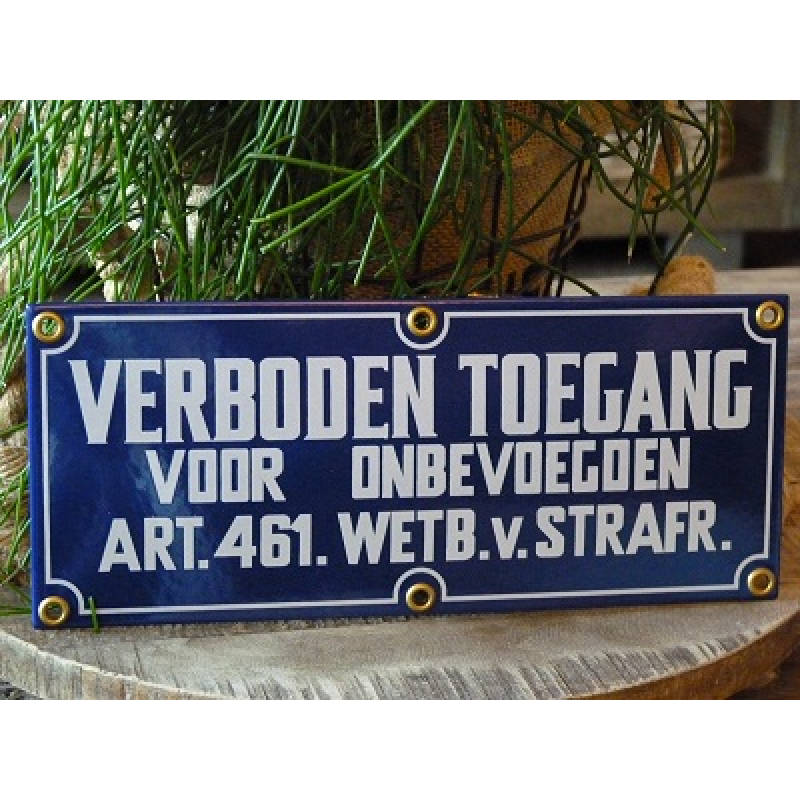 VERBODEN TOEGANG
VOOR ONBEVOEGDEN
ART. 461. WETB.v. STRAFR.